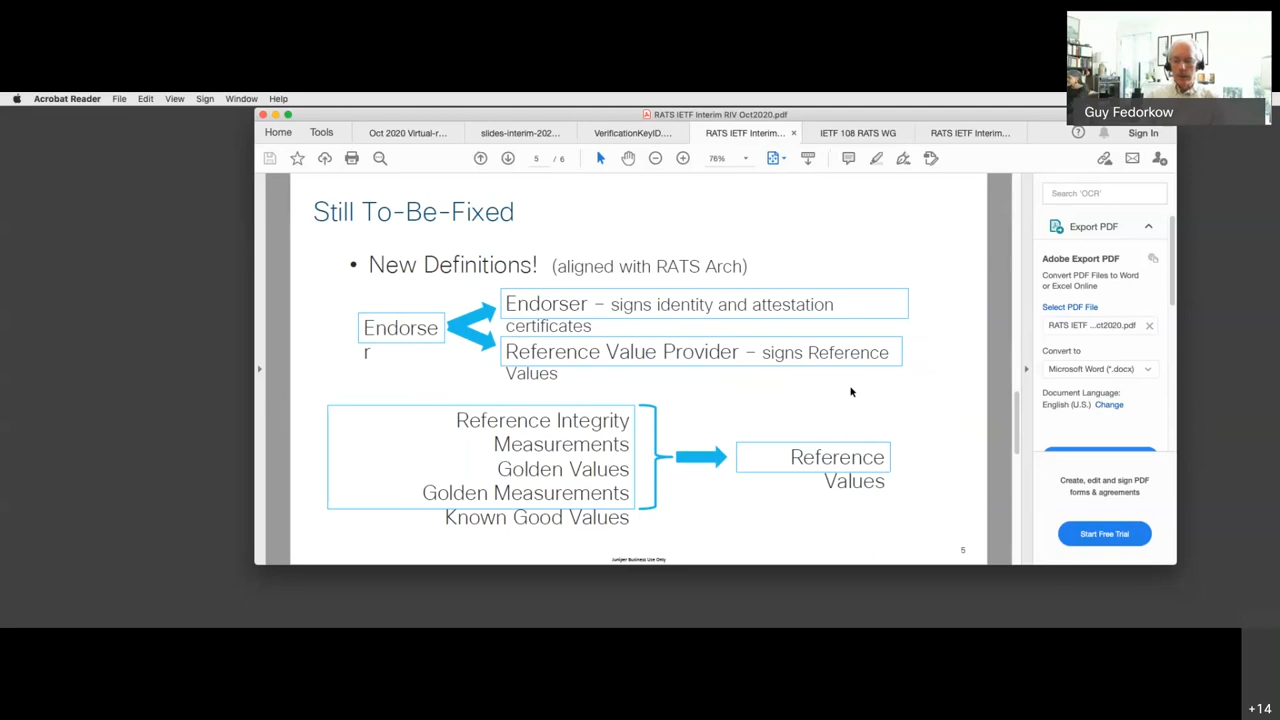 Guy Fedorkow
Acrobat Reader File Edit View Sign Window Help
RATS IETF Interim RIV Oct2020.pdf
Home Tools Oct 2020 Virtual-r... slides-interim-202... VerificationKeyID.... RATS IETF Interim... × IETF 108 RATS WG RATS IETF Interim... Sign In
5 / 6 76%
Still To-Be-Fixed
• New Definitions! (aligned with RATS Arch)
Endorse
r
Endorser – signs identity and attestation
certificates
Reference Value Provider – signs Reference
Values
Reference Integrity
Measurements
Golden Values
Golden Measurements
Known Good Values
Reference
Values
Juniper Business Use Only
5
Search 'OCR'
Export PDF
Adobe Export PDF
Convert PDF Files to Word
or Excel Online
Select PDF File
RATS IETF ...ct2020.pdf ×
Convert to
Microsoft Word (*.docx)
Document Language:
English (U.S.) Change
Create, edit and sign PDF
forms & agreements
Start Free Trial
+14